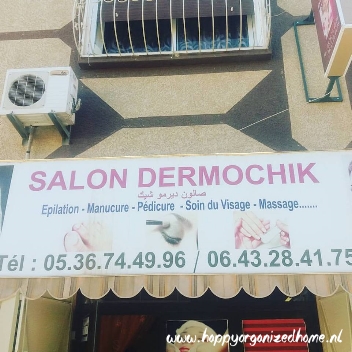 SALON DERMOCHIK
صالون ديرمو شيك
Epilation - Manucure - Pédicure - Soin du Visage - Massage.......
Tél : 05.36.74.49.96 / 06.43.28.41.75
www.happyorganizedhome.nl